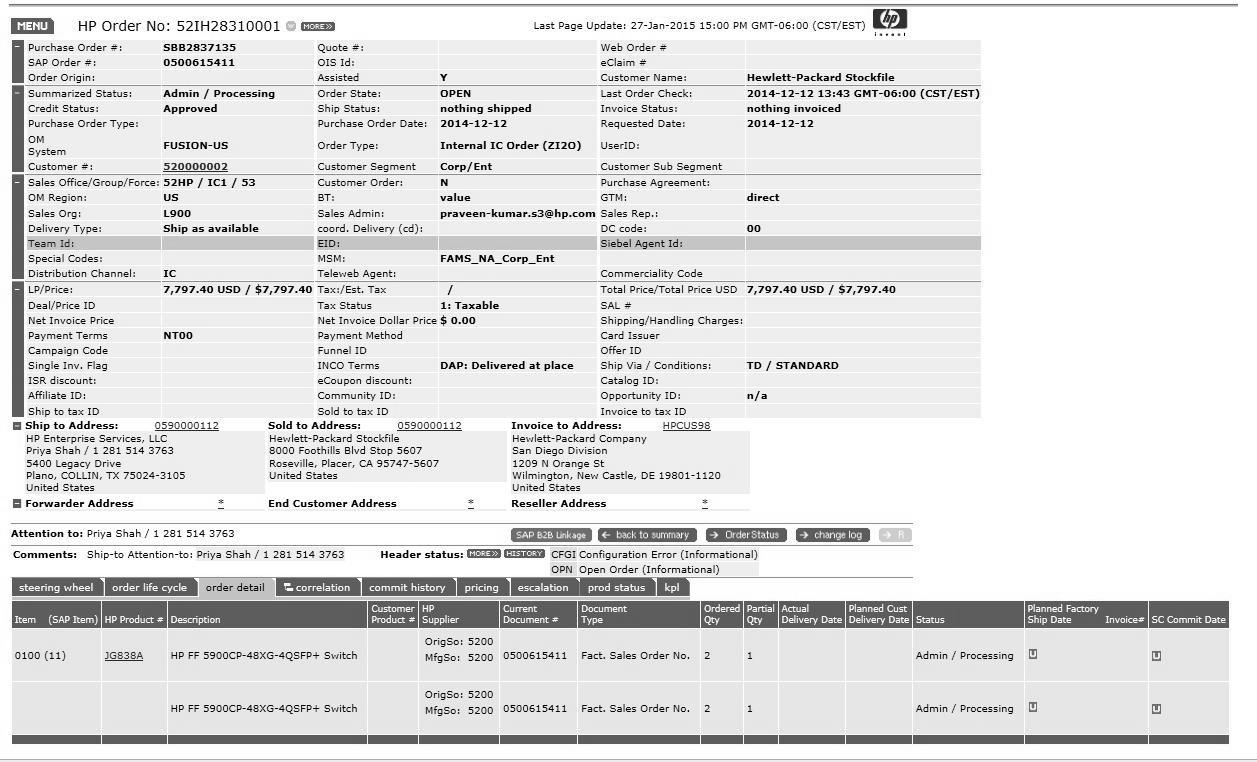 MENU HP Order No: 52IH28310001 MORE>> Last Page Update: 27-Jan-2015 15:00 PM GMT-06:00 (CST/EST) hp invent
Purchase Order #: SBB2837135 Quote #: Web Order #
SAP Order #: 0500615411 OIS Id: eClaim #
Order Origin: Assisted Y Customer Name: Hewlett-Packard Stockfile
Summarized Status: Admin / Processing Order State: OPEN Last Order Check: 2014-12-12 13:43 GMT-06:00 (CST/EST)
Credit Status: Approved Ship Status: nothing shipped Invoice Status: nothing invoiced
Purchase Order Type: Purchase Order Date: 2014-12-12 Requested Date: 2014-12-12
OM System FUSION-US Order Type: Internal IC Order (ZI2O) UserID:
Customer #: 520000002 Customer Segment Corp/Ent Customer Sub Segment
Sales Office/Group/Force: 52HP / IC1 / 53 Customer Order: N Purchase Agreement:
OM Region: US BT: value GTM: direct
Sales Org: L900 Sales Admin: praveen-kumar.s3@hp.com Sales Rep.:
Delivery Type: Ship as available coord. Delivery (cd): DC code: 00
Team Id: EID: Siebel Agent Id:
Special Codes: MSM: FAMS_NA_Corp_Ent
Distribution Channel: IC Teleweb Agent: Commerciality Code
LP/Price: 7,797.40 USD / $7,797.40 Tax:/Est. Tax / Total Price/Total Price USD 7,797.40 USD / $7,797.40
Deal/Price ID Tax Status 1: Taxable SAL #
Net Invoice Price Net Invoice Dollar Price $ 0.00 Shipping/Handling Charges:
Payment Terms NT00 Payment Method Card Issuer
Campaign Code Funnel ID Offer ID
Single Inv. Flag INCO Terms DAP: Delivered at place Ship Via / Conditions: TD / STANDARD
ISR discount: eCoupon discount: Catalog ID:
Affiliate ID: Community ID: Opportunity ID: n/a
Ship to tax ID Sold to tax ID Invoice to tax ID
Ship to Address: 0590000112 Sold to Address: 0590000112 Invoice to Address: HPCUS98
HP Enterprise Services, LLC Hewlett-Packard Stockfile Hewlett-Packard Company
Priya Shah / 1 281 514 3763 8000 Foothills Blvd Stop 5607 San Diego Division
5400 Legacy Drive Roseville, Placer, CA 95747-5607 1209 N Orange St
Plano, COLLIN, TX 75024-3105 United States Wilmington, New Castle, DE 19801-1120
United States United States
Forwarder Address * End Customer Address * Reseller Address *
Attention to: Priya Shah / 1 281 514 3763 SAP B2B Linkage back to summary OrderStatus change log R
Comments: Ship-to Attention-to: Priya Shah / 1 281 514 3763 Header status: MORE>> HISTORY CFGI Configuration Error (Informational)
OPN Open Order (Informational)
steering wheel order life cycle order detail correlation commit history pricing escalation prod status kpl
Item (SAP Item) HP Product # Description Customer Product # HP Supplier Current Document # Document Type Ordered Qty Partial Qty Actual Delivery Date Planned Cust Delivery Date Status Planned Factory Ship Date Invoice# SC Commit Date
0100 (11) JG838A HP FF 5900CP-48XG-4QSFP+ Switch OrigSo: 5200 MfgSo: 5200 0500615411 Fact. Sales Order No. 2 1 Admin / Processing
HP FF 5900CP-48XG-4QSFP+ Switch OrigSo: 5200 MfgSo: 5200 0500615411 Fact. Sales Order No. 2 1 Admin / Processing